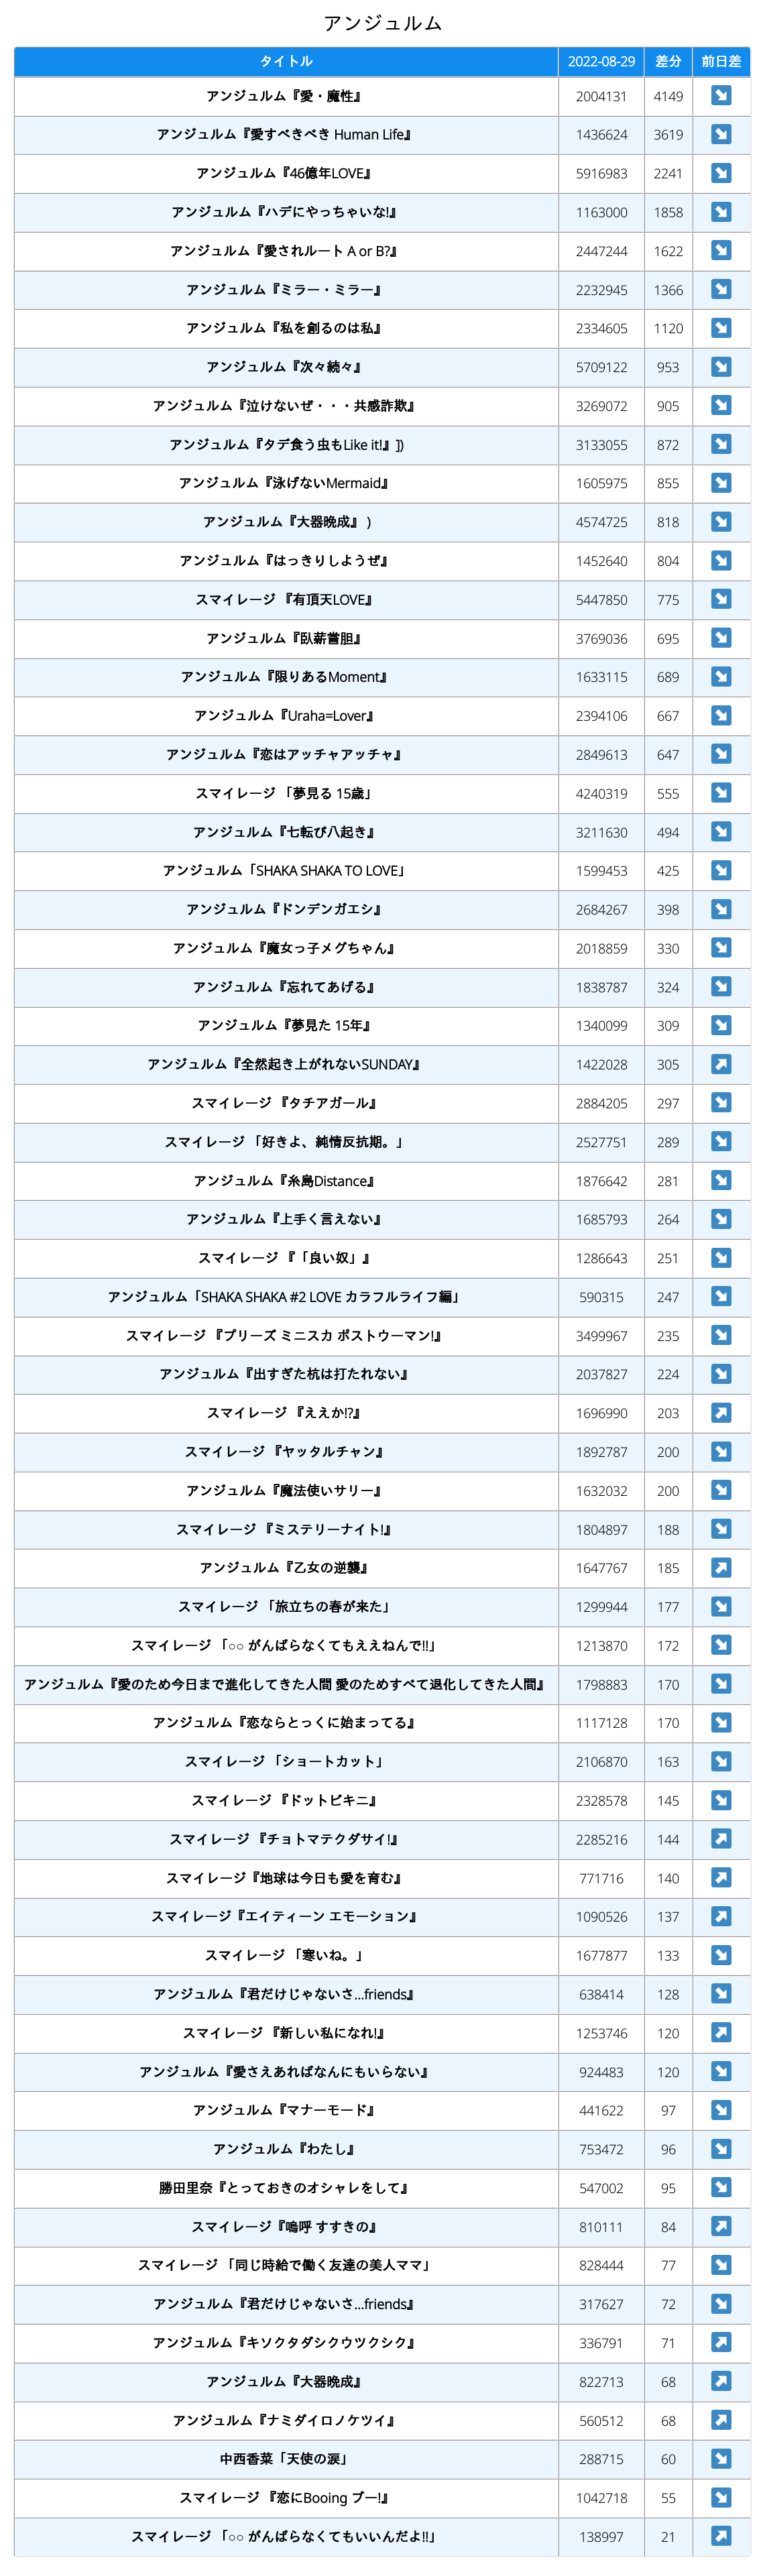 アンジュルム
タイトル 2022-08-29 差分 前日差
アンジュルム『愛・魔性』 2004131 4149 ↘
アンジュルム『愛すべきべき Human Life』 1436624 3619 ↘
アンジュルム『46億年LOVE』 5916983 2241 ↘
アンジュルム『ハデにやっちゃいな!』 1163000 1858 ↘
アンジュルム『愛されルート A or B?』 2447244 1622 ↘
アンジュルム『ミラー・ミラー』 2232945 1366 ↘
アンジュルム『私を創るのは私』 2334605 1120 ↘
アンジュルム『次々続々』 5709122 953 ↘
アンジュルム『泣けないぜ・・・共感詐欺』 3269072 905 ↘
アンジュルム『タデ食う虫もLike it!』]) 3133055 872 ↘
アンジュルム『泳げないMermaid』 1605975 855 ↘
アンジュルム『大器晩成』 ) 4574725 818 ↘
アンジュルム『はっきりしようぜ』 1452640 804 ↘
スマイレージ 『有頂天LOVE』 5447850 775 ↘
アンジュルム『臥薪嘗胆』 3769036 695 ↘
アンジュルム『限りあるMoment』 1633115 689 ↘
アンジュルム『Uraha=Lover』 2394106 667 ↘
アンジュルム『恋はアッチャアッチャ』 2849613 647 ↘
スマイレージ 「夢見る 15歳」 4240319 555 ↘
アンジュルム『七転び八起き』 3211630 494 ↘
アンジュルム「SHAKA SHAKA TO LOVE」 1599453 425 ↘
アンジュルム『ドンデンガエシ』 2684267 398 ↘
アンジュルム『魔女っ子メグちゃん』 2018859 330 ↘
アンジュルム『忘れてあげる』 1838787 324 ↘
アンジュルム『夢見た 15年』 1340099 309 ↘
アンジュルム『全然起き上がれないSUNDAY』 1422028 305 ↗
スマイレージ 『タチアガール』 2884205 297 ↘
スマイレージ 「好きよ、純情反抗期。」 2527751 289 ↘
アンジュルム『糸島Distance』 1876642 281 ↘
アンジュルム『上手く言えない』 1685793 264 ↘
スマイレージ 『「良い奴」』 1286643 251 ↘
アンジュルム「SHAKA SHAKA #2 LOVE カラフルライフ編」 590315 247 ↘
スマイレージ 『プリーズ ミニスカ ポストウーマン!』 3499967 235 ↘
アンジュルム『出すぎた杭は打たれない』 2037827 224 ↘
スマイレージ 『ええか!?』 1696990 203 ↗
スマイレージ 『ヤッタルチャン』 1892787 200 ↘
アンジュルム『魔法使いサリー』 1632032 200 ↘
スマイレージ 『ミステリーナイト!』 1804897 188 ↘
アンジュルム『乙女の逆襲』 1647767 185 ↗
スマイレージ 「旅立ちの春が来た」 1299944 177 ↘
スマイレージ 「○○ がんばらなくてもええねんで!!」 1213870 172 ↘
アンジュルム『愛のため今日まで進化してきた人間 愛のためすべて退化してきた人間』 1798883 170 ↘
アンジュルム『恋ならとっくに始まってる』 1117128 170 ↘
スマイレージ 「ショートカット」 2106870 163 ↘
スマイレージ 『ドットビキニ』 2328578 145 ↘
スマイレージ 『チョトマテクダサイ!』 2285216 144 ↗
スマイレージ『地球は今日も愛を育む』 771716 140 ↗
スマイレージ『エイティーン エモーション』 1090526 137 ↗
スマイレージ 「寒いね。」 1677877 133 ↘
アンジュルム『君だけじゃないさ...friends』 638414 128 ↘
スマイレージ 『新しい私になれ!』 1253746 120 ↗
アンジュルム『愛さえあればなんにもいらない』 924483 120 ↘
アンジュルム『マナーモード』 441622 97 ↘
アンジュルム『わたし』 753472 96 ↘
勝田里奈『とっておきのオシャレをして』 547002 95 ↘
スマイレージ『嗚呼 すすきの』 810111 84 ↗
スマイレージ 「同じ時給で働く友達の美人ママ」 828444 77 ↘
アンジュルム『君だけじゃないさ...friends』 317627 72 ↘
アンジュルム『キソクタダシクウツクシク』 336791 71 ↗
アンジュルム『大器晩成』 822713 68 ↗
アンジュルム『ナミダイロノケツイ』 560512 68 ↗
中西香菜「天使の涙」 288715 60 ↘
スマイレージ 『恋にBooing ブー!』 1042718 55 ↘
スマイレージ 「○○ がんばらなくてもいいんだよ!!」 138997 21 ↗